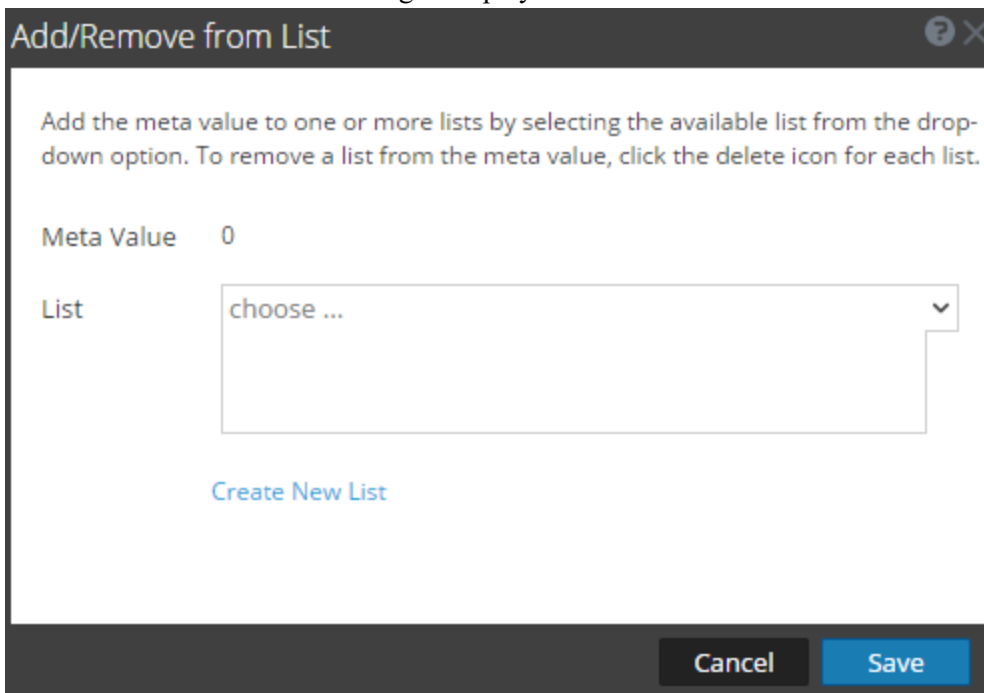 Add/Remove from List
Add the meta value to one or more lists by selecting the available list from the drop-
down option. To remove a list from the meta value, click the delete icon for each list.
Meta Value 0
List choose ...
Create New List
Cancel Save